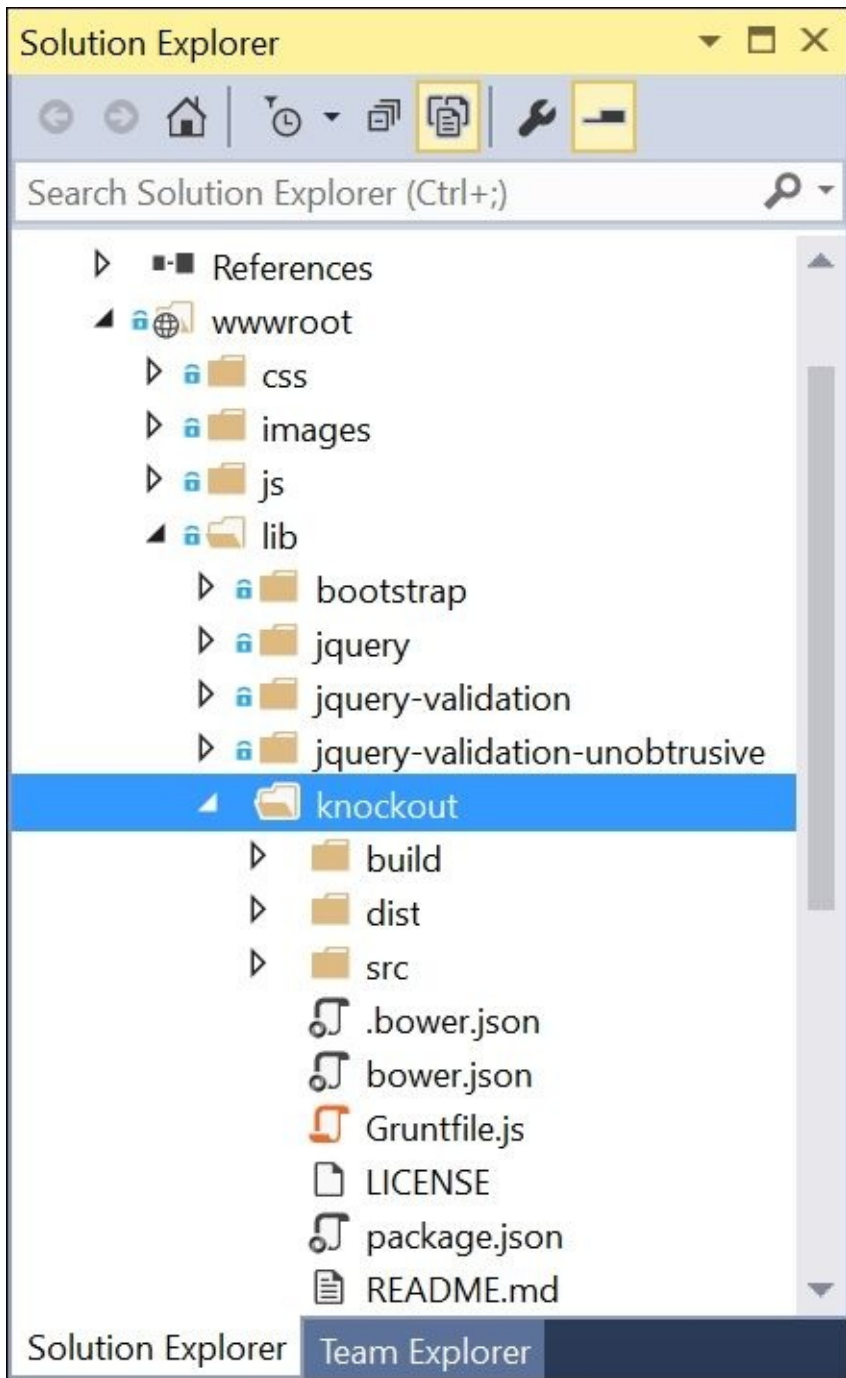 Solution Explorer
Search Solution Explorer (Ctrl+;)
References
wwwroot
css
images
js
lib
bootstrap
jquery
jquery-validation
jquery-validation-unobtrusive
knockout
build
dist
src
.bower.json
bower.json
Gruntfile.js
LICENSE
package.json
README.md
Solution Explorer Team Explorer